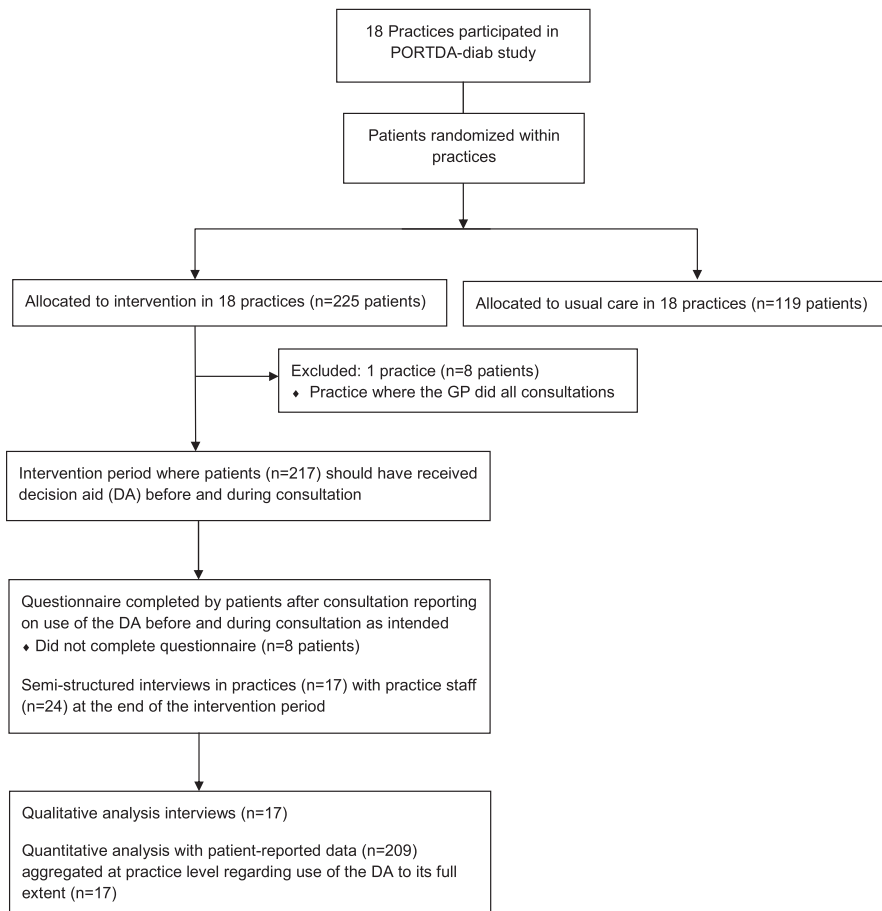 18 Practices participated in
PORTDA-diab study
Patients randomized within
practices
Allocated to intervention in 18 practices (n=225 patients)
Allocated to usual care in 18 practices (n=119 patients)
Excluded: 1 practice (n=8 patients)
♦ Practice where the GP did all consultations
Intervention period where patients (n=217) should have received
decision aid (DA) before and during consultation
Questionnaire completed by patients after consultation reporting
on use of the DA before and during consultation as intended
♦ Did not complete questionnaire (n=8 patients)
Semi-structured interviews in practices (n=17) with practice staff
(n=24) at the end of the intervention period
Qualitative analysis interviews (n=17)
Quantitative analysis with patient-reported data (n=209)
aggregated at practice level regarding use of the DA to its full
extent (n=17)